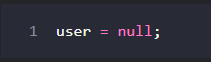 1 user = null;